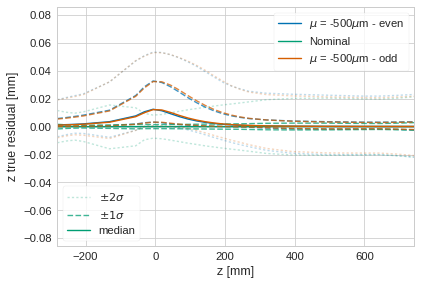 0.08
0.06
0.04
0.02
0.00
−0.02
−0.04
−0.06
−0.08
z true residual [mm]
μ = -500μm - even
Nominal
μ = -500μm - odd
±2σ
±1σ
median
−200
0
200
400
600
z [mm]